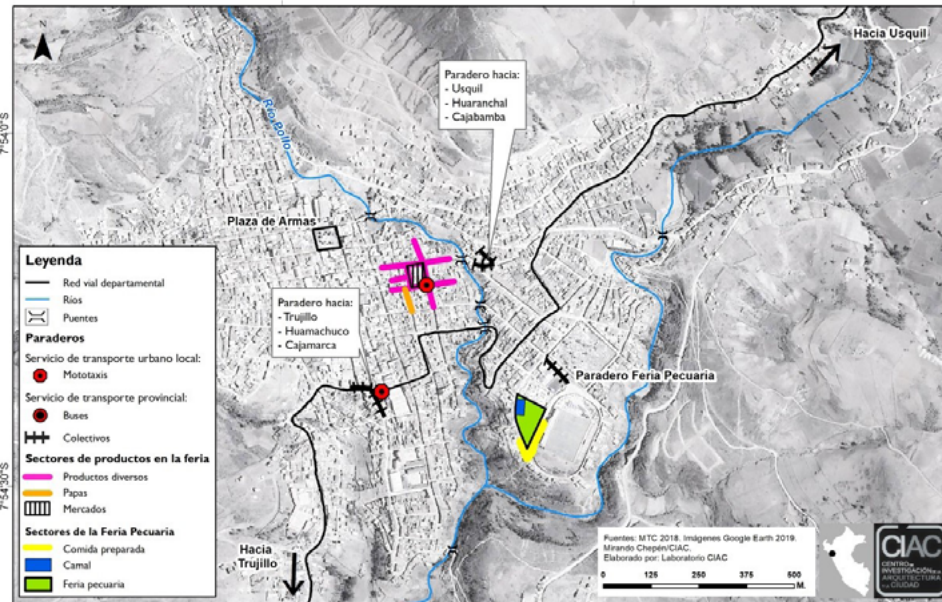 N
Hacia Usquil
Paradero hacia:
- Usquil
- Huaranchal
- Cajabamba
7°54'0"S
Río Pollo
Plaza de Armas
Leyenda
Red vial departamental
Ríos
Puentes
Paraderos
Servicio de transporte urbano local:
Mototaxis
Servicio de transporte provincial:
Buses
Colectivos
Sectores de productos en la feria
Productos diversos
Papas
Mercados
Sectores de la Feria Pecuaria
Comida preparada
Camal
Feria pecuaria
Paradero hacia:
- Trujillo
- Huamachuco
- Cajamarca
Paradero Feria Pecuaria
7°54'30"S
Hacia
Trujillo
Fuentes: MTC 2018. Imágenes Google Earth 2019.
Mirando Chepén/CIAC.
Elaborado por: Laboratorio CIAC
0 125 250 375 500
M.
CIAC
CENTRO DE
INVESTIGACIÓN DE LA
ARQUITECTURA
Y LA CIUDAD